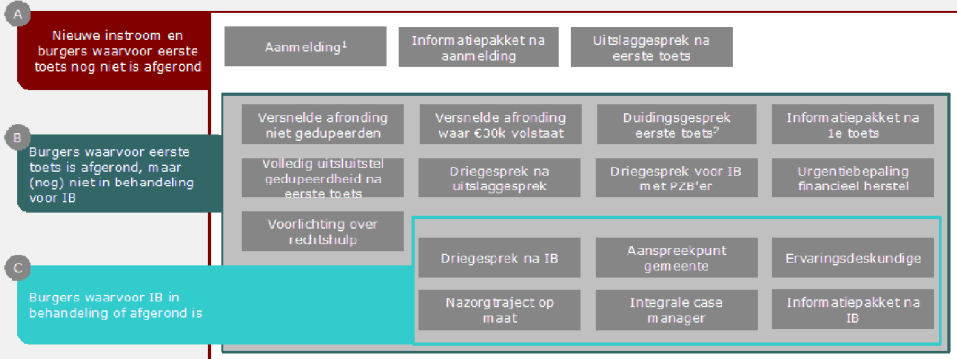 A
Nieuwe instroom en
burgers waarvoor eerste
toets nog niet is afgerond
Aanmelding¹
Informatiepakket na
aanmelding
Uitslaggesprek na
eerste toets
B
Burgers waarvoor eerste
toets is afgerond, maar
(nog) niet in behandeling
voor IB
Versnelde afronding
niet gedupeerden
Versnelde afronding
waar €30k volstaat
Duidingsgesprek
eerste toets²
Informatiepakket na
1e toets
Volledig uitsluitstel
gedupeerdheid na
eerste toets
Driegesprek na
uitslaggesprek
Driegesprek voor IB
met PZB'er
Urgentiebepaling
financieel herstel
Voorlichting over
rechtshulp
C
Burgers waarvoor IB in
behandeling of afgerond is
Driegesprek na IB
Aanspreekpunt
gemeente
Ervaringsdeskundige
Nazorgtraject op
maat
Integrale case
manager
Informatiepakket na
IB